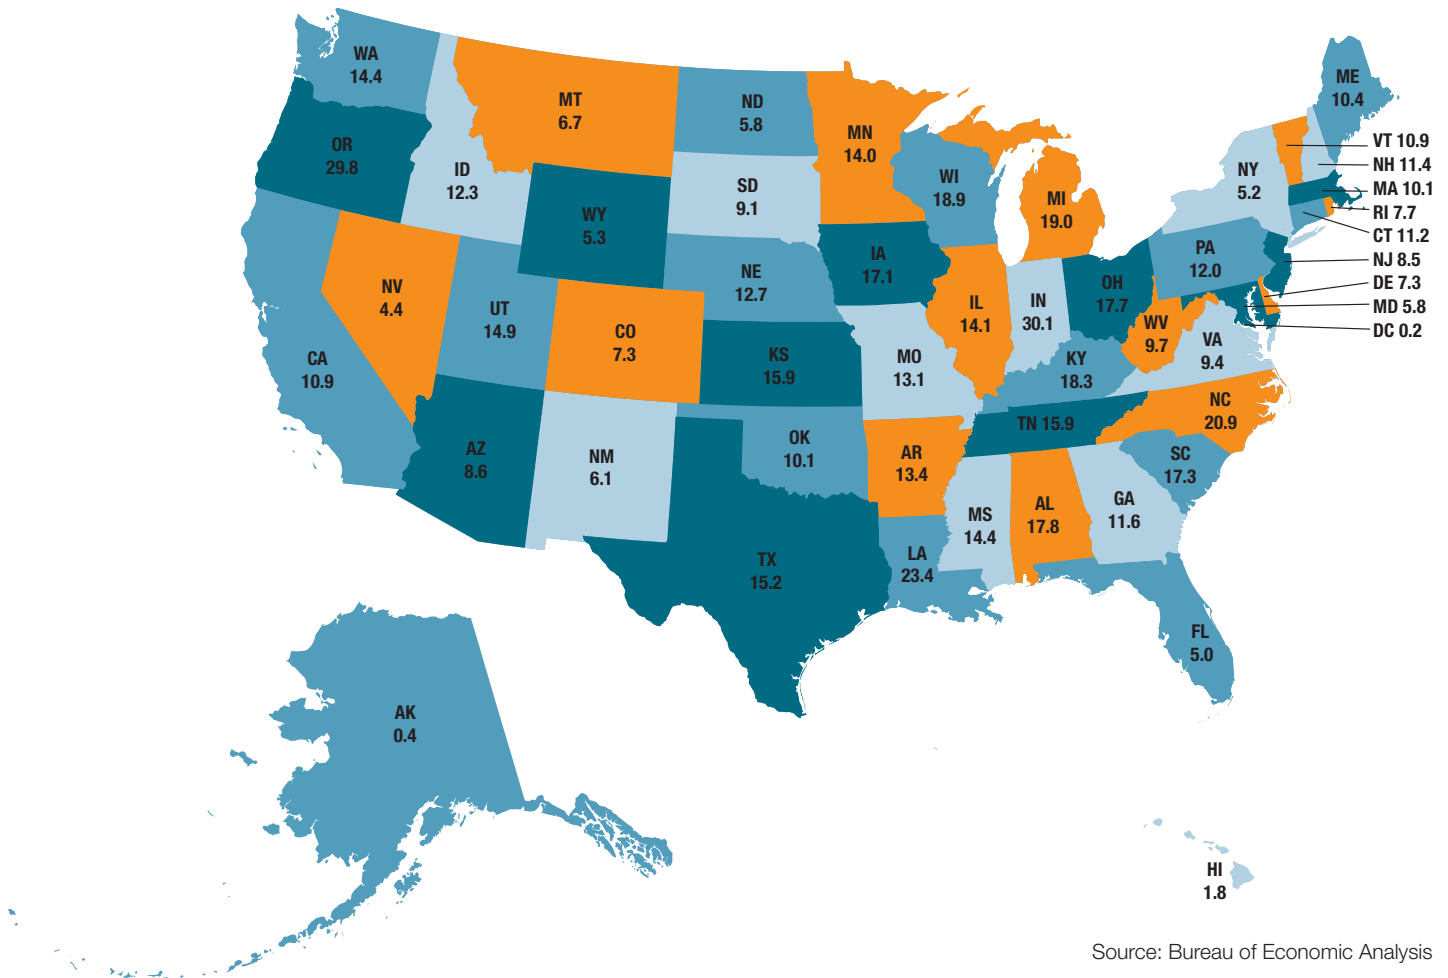 WA
14.4
MT
6.7
ND
5.8
MN
14.0
ME
10.4
OR
29.8
ID
12.3
SD
9.1
WI
18.9
MI
19.0
NY
5.2
VT 10.9
NH 11.4
MA 10.1
RI 7.7
CT 11.2
NJ 8.5
DE 7.3
MD 5.8
DC 0.2
WY
5.3
IA
17.1
PA
12.0
NV
4.4
UT
14.9
NE
12.7
IL
14.1
IN
30.1
OH
17.7
CO
7.3
WV
9.7
VA
9.4
CA
10.9
KS
15.9
MO
13.1
KY
18.3
NC
20.9
TN 15.9
AZ
8.6
NM
6.1
OK
10.1
AR
13.4
SC
17.3
MS
14.4
AL
17.8
GA
11.6
TX
15.2
LA
23.4
FL
5.0
AK
0.4
HI
1.8
Source: Bureau of Economic Analysis